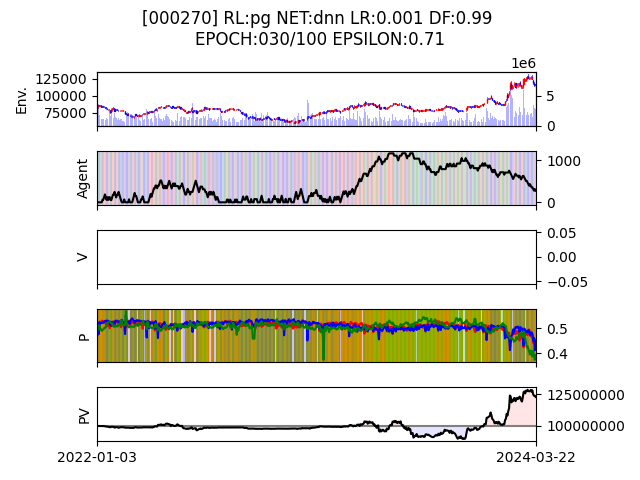 [000270] RL:pg NET:dnn LR:0.001 DF:0.99
EPOCH:030/100 EPSILON:0.71
1e6
Env.
125000
100000
75000
5
0
Agent
1000
0
V
0.05
0.00
−0.05
P
0.5
0.4
PV
125000000
100000000
2022-01-03
2024-03-22